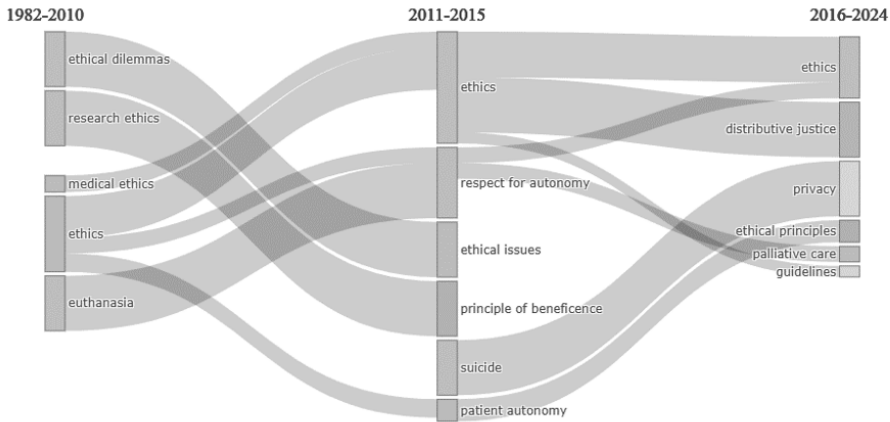 1982-2010
2011-2015
2016-2024
ethical dilemmas
research ethics
medical ethics
ethics
euthanasia
ethics
respect for autonomy
ethical issues
principle of beneficence
suicide
patient autonomy
ethics
distributive justice
privacy
ethical principles
palliative care
guidelines